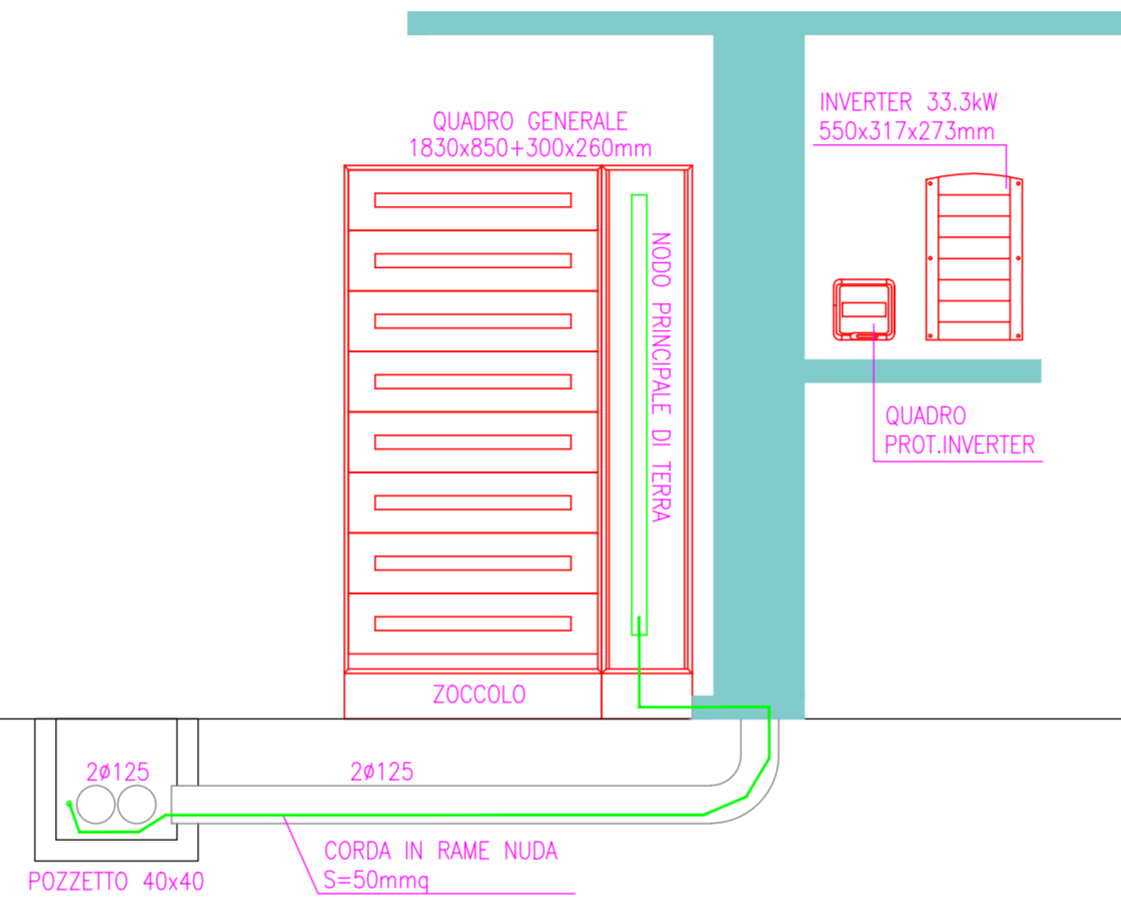 QUADRO GENERALE
1830x850+300x260mm
INVERTER 33.3kW
550x317x273mm
NODO PRINCIPALE DI TERRA
QUADRO
PROT.INVERTER
ZOCCOLO
2ø125
2ø125
CORDA IN RAME NUDA
S=50mmq
POZZETTO 40x40